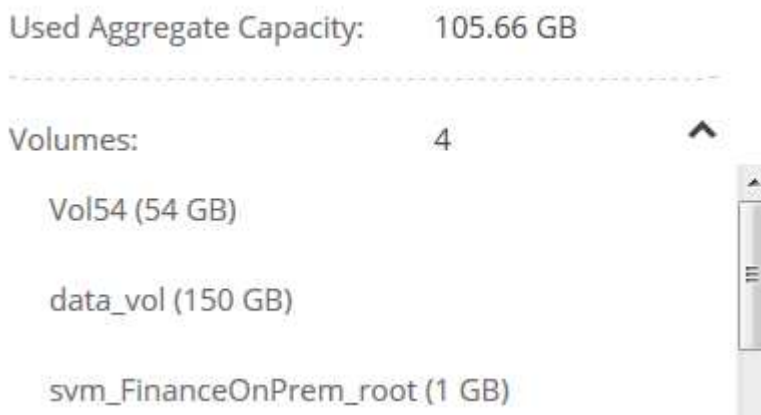 Used Aggregate Capacity: 105.66 GB
Volumes: 4
Vol54 (54 GB)
data_vol (150 GB)
svm_FinanceOnPrem_root (1 GB)